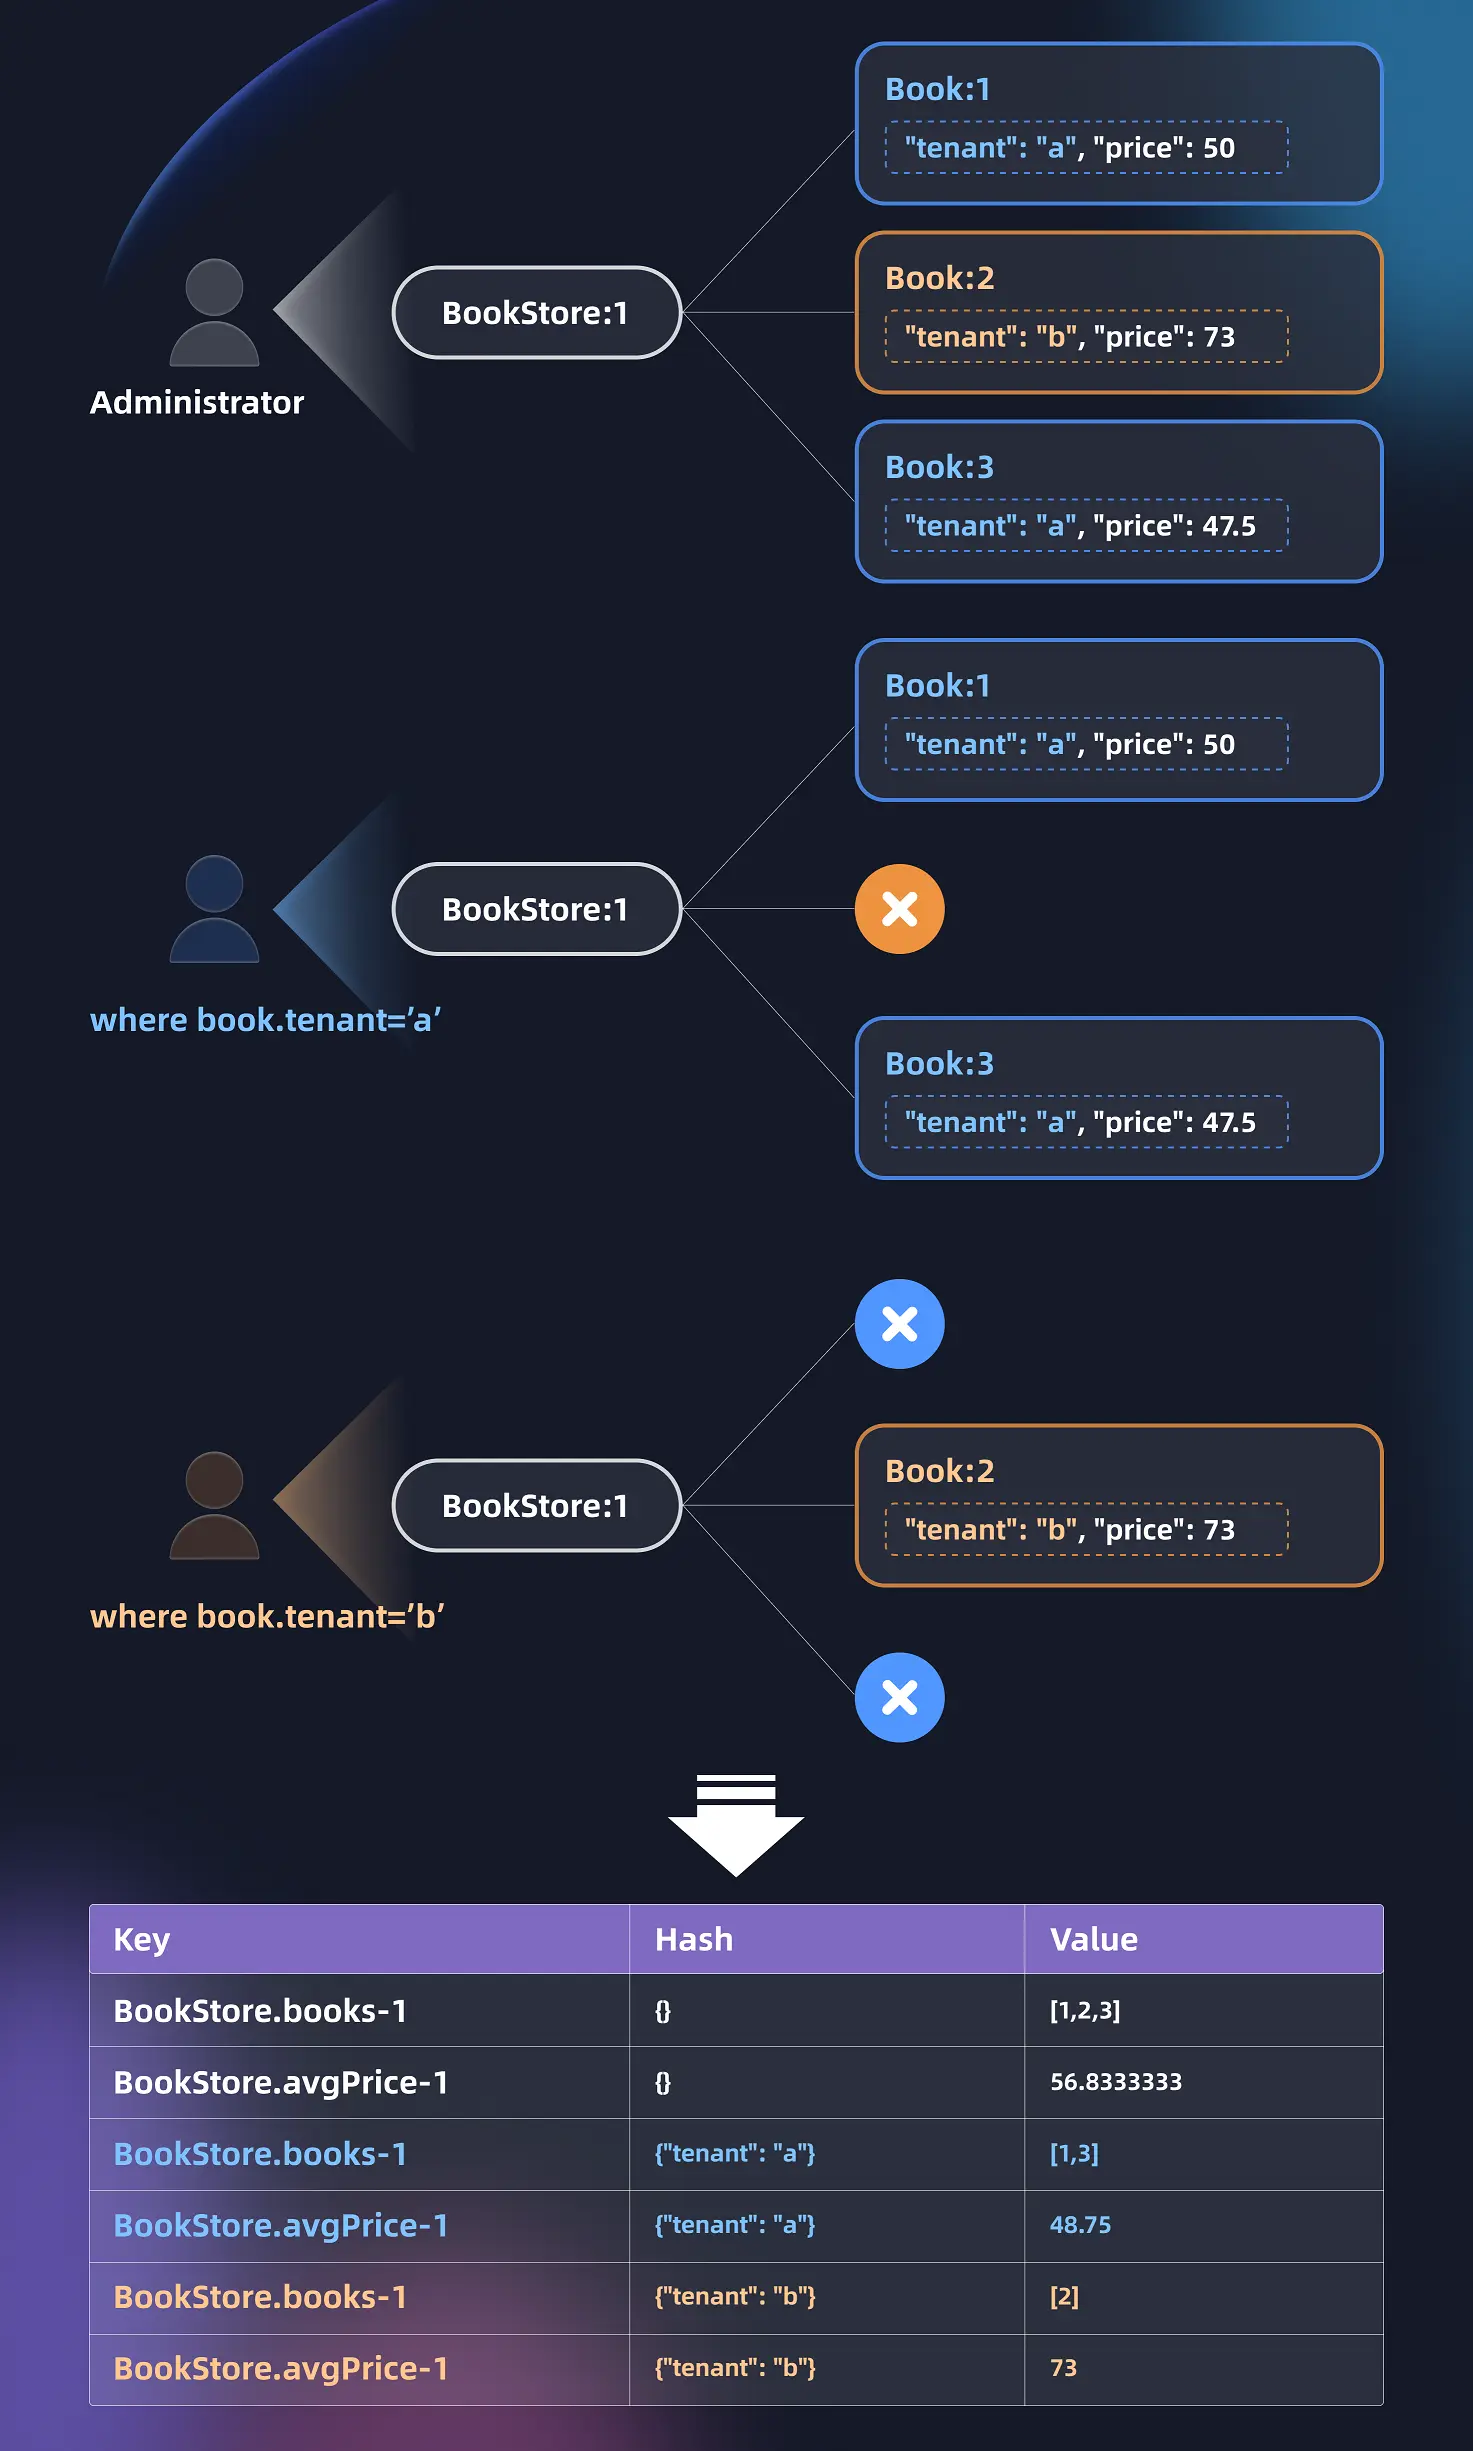 Book:1
"tenant": "a", "price": 50
Book:2
"tenant": "b", "price": 73
BookStore:1
Administrator
Book:3
"tenant": "a", "price": 47.5
Book:1
"tenant": "a", "price": 50
BookStore:1
where book.tenant=’a’
Book:3
"tenant": "a", "price": 47.5
Book:2
"tenant": "b", "price": 73
BookStore:1
where book.tenant=’b’
Key Hash Value
BookStore.books-1 {} [1,2,3]
BookStore.avgPrice-1 {} 56.8333333
BookStore.books-1 {"tenant": "a"} [1,3]
BookStore.avgPrice-1 {"tenant": "a"} 48.75
BookStore.books-1 {"tenant": "b"} [2]
BookStore.avgPrice-1 {"tenant": "b"} 73